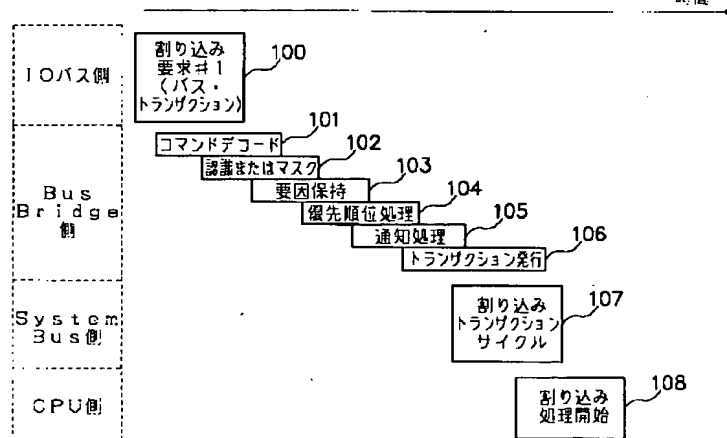 IOバス側
割り込み
要求#1
(バス・
トランザクション)
100
Bus
Bridge
側
コマンドデコード
101
認識またはマスク
102
要因保持
103
優先順位処理
104
通知処理
105
トランザクション発行
106
System
Bus側
割り込み
トランザクション
サイクル
107
CPU側
割り込み
処理開始
108